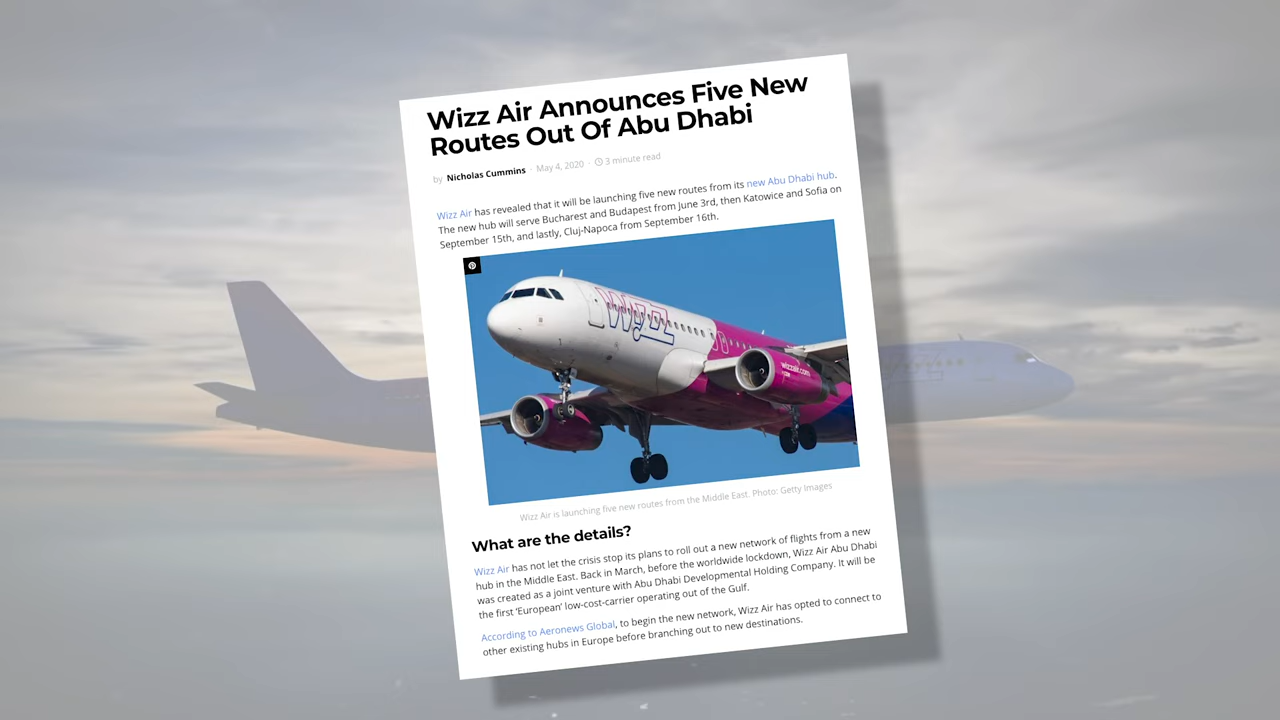 Wizz Air Announces Five New
Routes Out Of Abu Dhabi
by Nicholas Cummins · May 4, 2020 · 3 minute read
Wizz Air has revealed that it will be launching five new routes from its new Abu Dhabi hub.
The new hub will serve Bucharest and Budapest from June 3rd, then Katowice and Sofia on
September 15th, and lastly, Cluj-Napoca from September 16th.
Wizz
wizzair.com
Wizz Air is launching five new routes from the Middle East. Photo: Getty Images
What are the details?
Wizz Air has not let the crisis stop its plans to roll out a new network of flights from a new
hub in the Middle East. Back in March, before the worldwide lockdown, Wizz Air Abu Dhabi
was created as a joint venture with Abu Dhabi Developmental Holding Company. It will be
the first ‘European’ low-cost-carrier operating out of the Gulf.
According to Aeronews Global, to begin the new network, Wizz Air has opted to connect to
other existing hubs in Europe before branching out to new destinations.